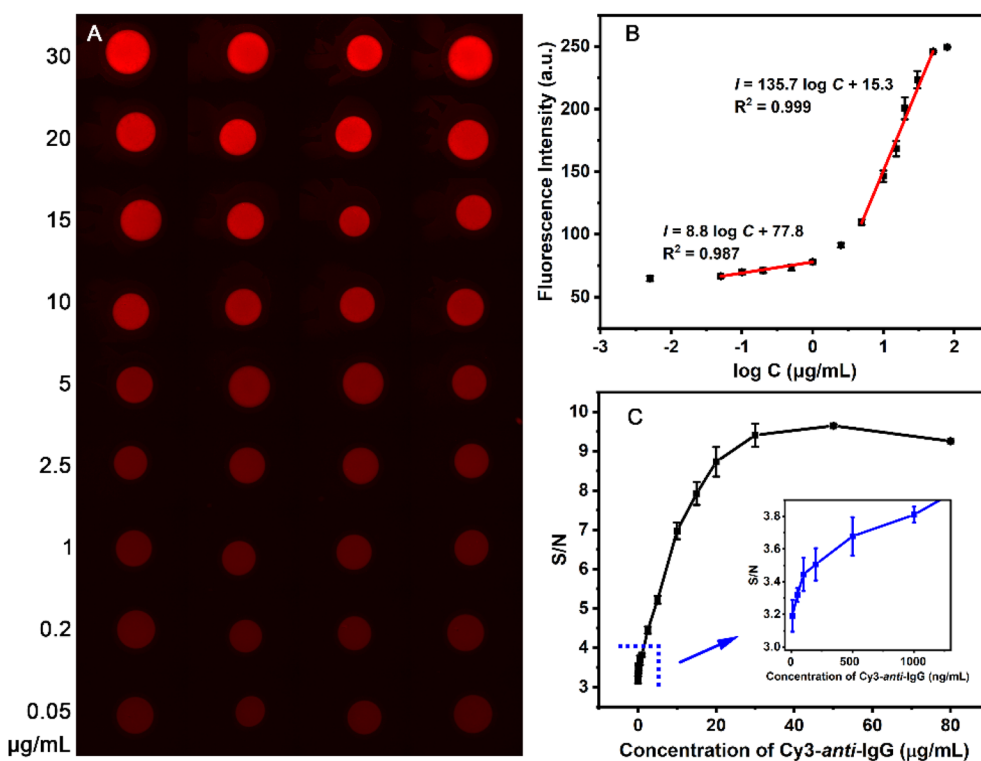 A
30
20
15
10
5
2.5
1
0.2
0.05
µg/mL
B
250
200
150
100
50
Fluorescence Intensity (a.u.)
I = 135.7 log C + 15.3
R² = 0.999
I = 8.8 log C + 77.8
R² = 0.987
-3 -2 -1 0 1 2
log C (µg/mL)
C
10
9
8
7
6
5
4
3
S/N
3.8
3.6
3.4
3.2
3.0
S/N
0 500 1000
Concentration of Cy3-anti-IgG (ng/mL)
0 20 40 60 80
Concentration of Cy3-anti-IgG (µg/mL)